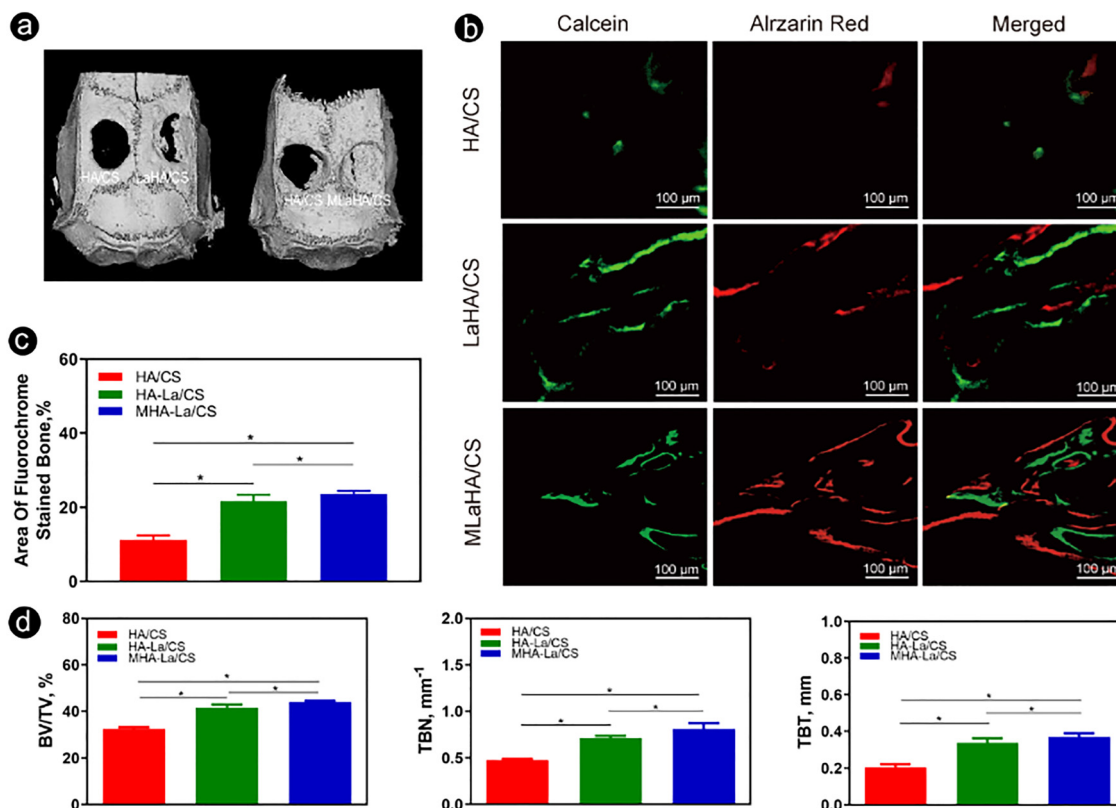 a
HA/CS LaHA/CS
HA/CS MLaHA/CS
b
Calcein Alrzarin Red Merged
HA/CS
100 μm 100 μm 100 μm
LaHA/CS
100 μm 100 μm 100 μm
MLaHA/CS
100 μm 100 μm 100 μm
c
Area Of Fluorochrome
Stained Bone,%
60
40
20
0
HA/CS
HA-La/CS
MHA-La/CS
*
*
*
d
BV/TV, %
80
60
40
20
0
HA/CS
HA-La/CS
MHA-La/CS
*
*
*
TBN, mm-1
2.0
1.5
1.0
0.5
0.0
HA/CS
HA-La/CS
MHA-La/CS
*
*
*
TBT, mm
1.0
0.8
0.6
0.4
0.2
0.0
HA/CS
HA-La/CS
MHA-La/CS
*
*
*